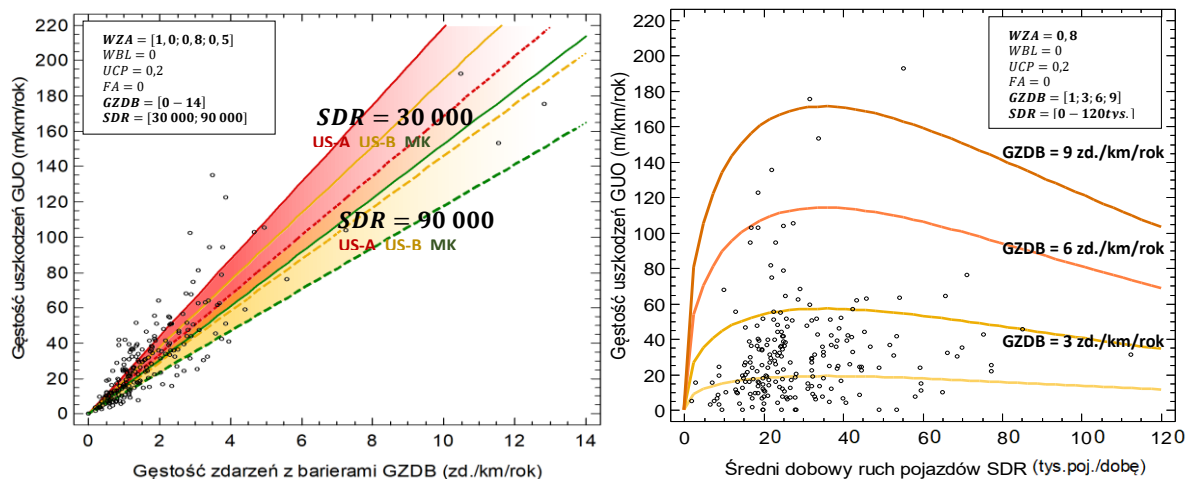 Gęstość uszkodzeń GUO (m/km/rok)
220
200
180
160
140
120
100
80
60
40
20
0
WZA = [1,0; 0,8; 0,5]
WBL = 0
UCP = 0,2
FA = 0
GZDB = [0 − 14]
SDR = [30 000; 90 000]
SDR = 30 000
US-A US-B MK
SDR = 90 000
US-A US-B MK
0 2 4 6 8 10 12 14
Gęstość zdarzeń z barierami GZDB (zd./km/rok)
Gęstość uszkodzeń GUO (m/km/rok)
220
200
180
160
140
120
100
80
60
40
20
0
WZA = 0,8
WBL = 0
UCP = 0,2
FA = 0
GZDB = [1; 3; 6; 9]
SDR = [0 − 120tys.]
GZDB = 9 zd./km/rok
GZDB = 6 zd./km/rok
GZDB = 3 zd./km/rok
0 20 40 60 80 100 120
Średni dobowy ruch pojazdów SDR (tys.poj./dobę)